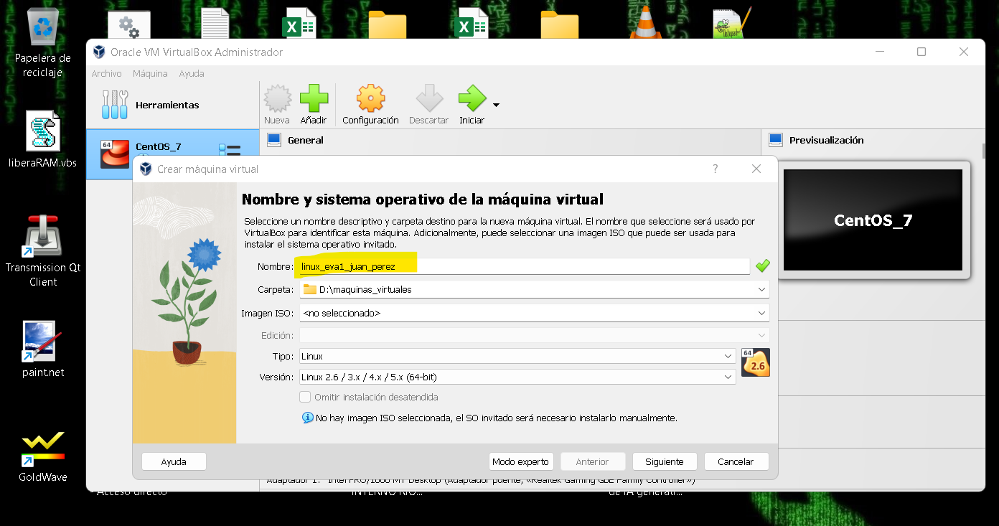 Papelera de
reciclaje
liberaRAM.vbs
Transmission Qt
Client
paint.net
GoldWave
Oracle VM VirtualBox Administrador
Archivo Máquina Ayuda
Herramientas
Nueva Añadir Configuración Descartar Iniciar
64
CentOS_7
General
Previsualización
CentOS_7
Crear máquina virtual
?
Nombre y sistema operativo de la máquina virtual
Seleccione un nombre descriptivo y carpeta destino para la nueva máquina virtual. El nombre que seleccione será usado por
VirtualBox para identificar esta máquina. Adicionalmente, puede seleccionar una imagen ISO que puede ser usada para
instalar el sistema operativo invitado.
Nombre: linux_eva1_juan_perez
Carpeta: D:\maquinas_virtuales
Imagen ISO: <no seleccionado>
Edición:
Tipo: Linux
64
2.6
Versión: Linux 2.6 / 3.x / 4.x / 5.x (64-bit)
Omitir instalación desatendida
No hay imagen ISO seleccionada, el SO invitado será necesario instalarlo manualmente.
Ayuda Modo experto Anterior Siguiente Cancelar
Adaptador 1: Intel PRO/1000 MT Desktop (Adaptador puente, «Realtek Gaming GbE Family Controller»)
Acceso directo
INTERNO RIO...
de IA generati...